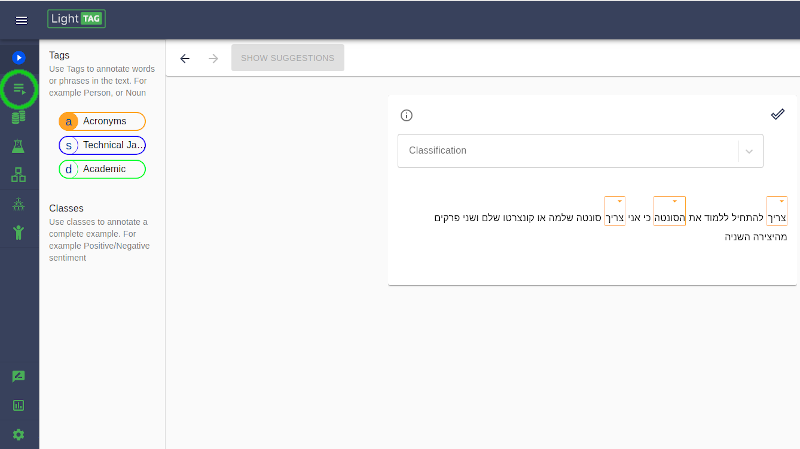 Light TAG
Tags
Use Tags to annotate words
or phrases in the text. For
example Person, or Noun
a Acronyms
s Technical Ja...
d Academic
Classes
Use classes to annotate a
complete example. For
example Positive/Negative
sentiment
SHOW SUGGESTIONS
Classification
צריך להתחיל ללמוד את הסונטה כי אני צריך סונטה שלמה או קונצרטו שלם ושני פרקים
מהיצירה השניה